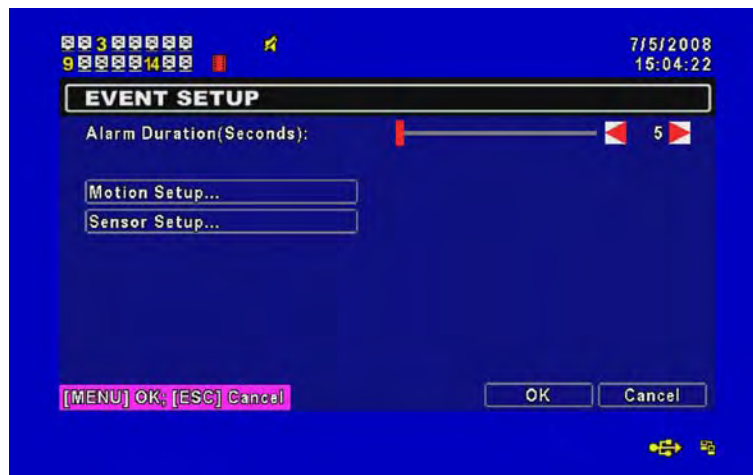 3
7/5/2008
9 14
15:04:22
EVENT SETUP
Alarm Duration(Seconds): 5
Motion Setup...
Sensor Setup...
[MENU] OK; [ESC] Cancel
OK Cancel